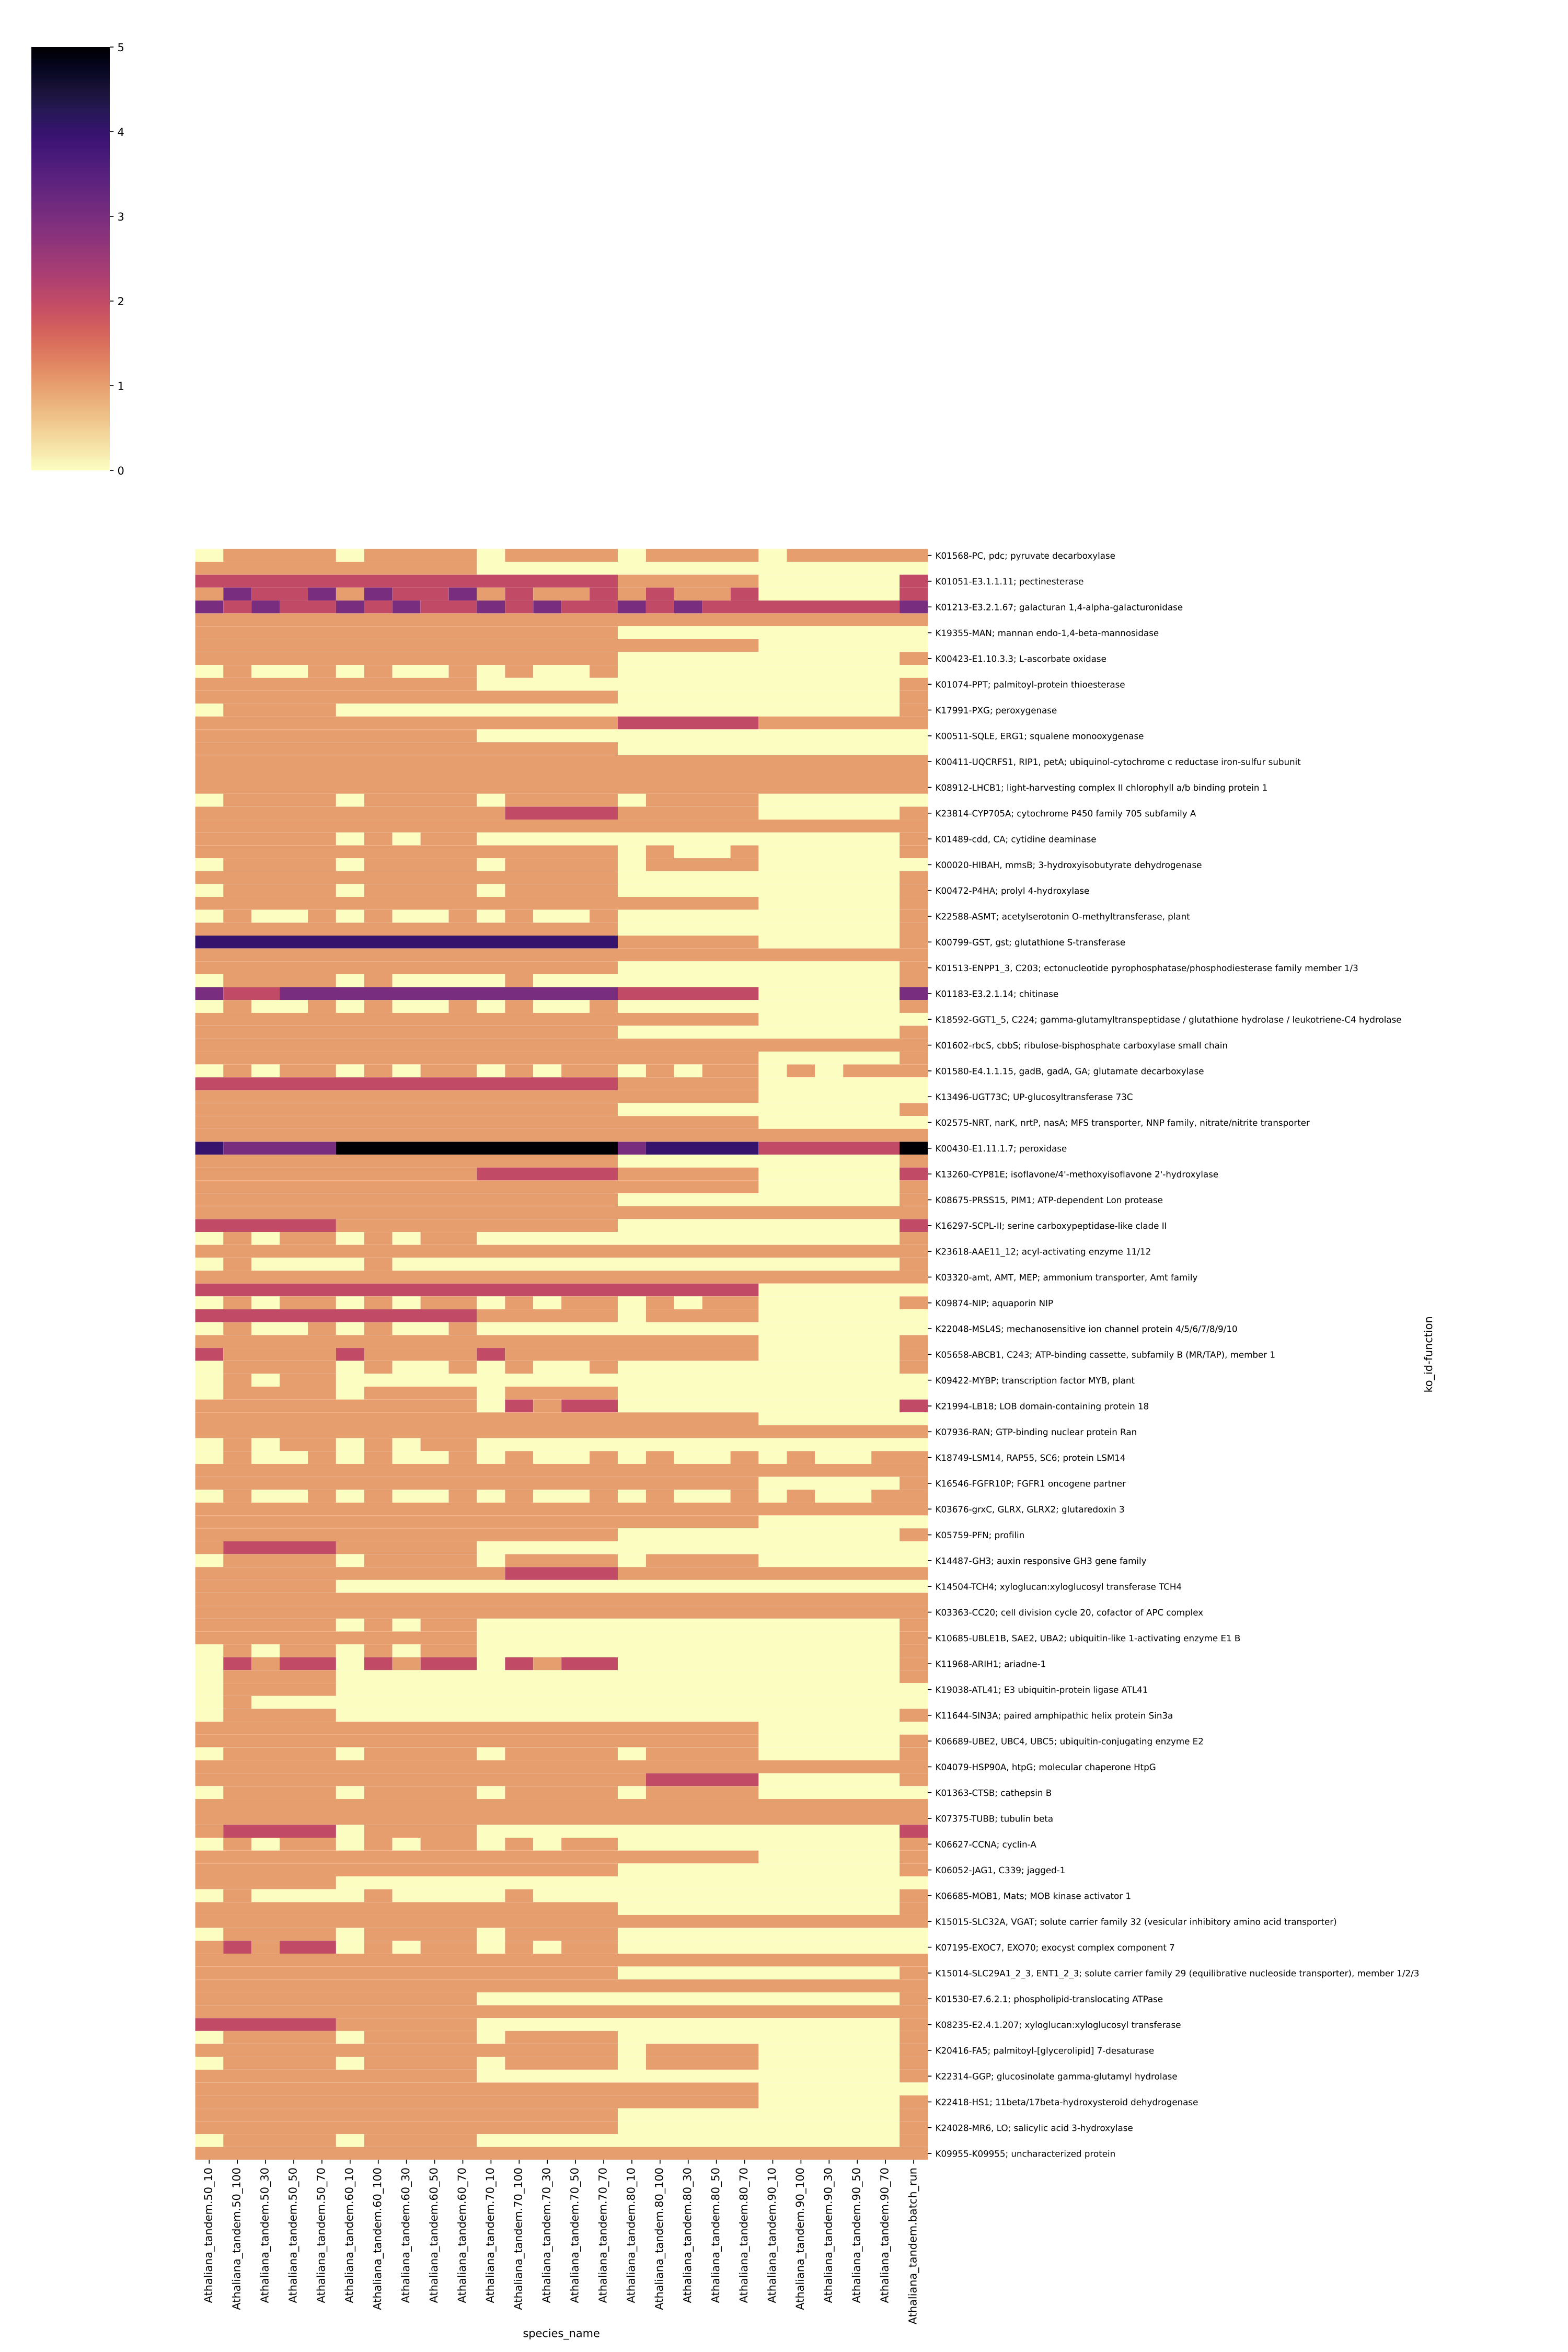 5
4
3
2
1
0
K01568-PC, pdc; pyruvate decarboxylase
K01051-E3.1.1.11; pectinesterase
K01213-E3.2.1.67; galacturan 1,4-alpha-galacturonidase
K19355-MAN; mannan endo-1,4-beta-mannosidase
K00423-E1.10.3.3; L-ascorbate oxidase
K01074-PPT; palmitoyl-protein thioesterase
K17991-PXG; peroxygenase
K00511-SQLE, ERG1; squalene monooxygenase
K00411-UQCRFS1, RIP1, petA; ubiquinol-cytochrome c reductase iron-sulfur subunit
K08912-LHCB1; light-harvesting complex II chlorophyll a/b binding protein 1
K23814-CYP705A; cytochrome P450 family 705 subfamily A
K01489-cdd, CA; cytidine deaminase
K00020-HIBAH, mmsB; 3-hydroxyisobutyrate dehydrogenase
K00472-P4HA; prolyl 4-hydroxylase
K22588-ASMT; acetylserotonin O-methyltransferase, plant
K00799-GST, gst; glutathione S-transferase
K01513-ENPP1_3, C203; ectonucleotide pyrophosphatase/phosphodiesterase family member 1/3
K01183-E3.2.1.14; chitinase
K18592-GGT1_5, C224; gamma-glutamyltranspeptidase / glutathione hydrolase / leukotriene-C4 hydrolase
K01602-rbcS, cbbS; ribulose-bisphosphate carboxylase small chain
K01580-E4.1.1.15, gadB, gadA, GA; glutamate decarboxylase
K13496-UGT73C; UP-glucosyltransferase 73C
K02575-NRT, narK, nrtP, nasA; MFS transporter, NNP family, nitrate/nitrite transporter
K00430-E1.11.1.7; peroxidase
K13260-CYP81E; isoflavone/4'-methoxyisoflavone 2'-hydroxylase
K08675-PRSS15, PIM1; ATP-dependent Lon protease
K16297-SCPL-II; serine carboxypeptidase-like clade II
K23618-AAE11_12; acyl-activating enzyme 11/12
K03320-amt, AMT, MEP; ammonium transporter, Amt family
K09874-NIP; aquaporin NIP
K22048-MSL4S; mechanosensitive ion channel protein 4/5/6/7/8/9/10
K05658-ABCB1, C243; ATP-binding cassette, subfamily B (MR/TAP), member 1
K09422-MYBP; transcription factor MYB, plant
K21994-LB18; LOB domain-containing protein 18
K07936-RAN; GTP-binding nuclear protein Ran
K18749-LSM14, RAP55, SC6; protein LSM14
K16546-FGFR10P; FGFR1 oncogene partner
K03676-grxC, GLRX, GLRX2; glutaredoxin 3
K05759-PFN; profilin
K14487-GH3; auxin responsive GH3 gene family
K14504-TCH4; xyloglucan:xyloglucosyl transferase TCH4
K03363-CC20; cell division cycle 20, cofactor of APC complex
K10685-UBLE1B, SAE2, UBA2; ubiquitin-like 1-activating enzyme E1 B
K11968-ARIH1; ariadne-1
K19038-ATL41; E3 ubiquitin-protein ligase ATL41
K11644-SIN3A; paired amphipathic helix protein Sin3a
K06689-UBE2, UBC4, UBC5; ubiquitin-conjugating enzyme E2
K04079-HSP90A, htpG; molecular chaperone HtpG
K01363-CTSB; cathepsin B
K07375-TUBB; tubulin beta
K06627-CCNA; cyclin-A
K06052-JAG1, C339; jagged-1
K06685-MOB1, Mats; MOB kinase activator 1
K15015-SLC32A, VGAT; solute carrier family 32 (vesicular inhibitory amino acid transporter)
K07195-EXOC7, EXO70; exocyst complex component 7
K15014-SLC29A1_2_3, ENT1_2_3; solute carrier family 29 (equilibrative nucleoside transporter), member 1/2/3
K01530-E7.6.2.1; phospholipid-translocating ATPase
K08235-E2.4.1.207; xyloglucan:xyloglucosyl transferase
K20416-FA5; palmitoyl-[glycerolipid] 7-desaturase
K22314-GGP; glucosinolate gamma-glutamyl hydrolase
K22418-HS1; 11beta/17beta-hydroxysteroid dehydrogenase
K24028-MR6, LO; salicylic acid 3-hydroxylase
K09955-K09955; uncharacterized protein
ko_id-function
Athaliana_tandem.50_10
Athaliana_tandem.50_100
Athaliana_tandem.50_30
Athaliana_tandem.50_50
Athaliana_tandem.50_70
Athaliana_tandem.60_10
Athaliana_tandem.60_100
Athaliana_tandem.60_30
Athaliana_tandem.60_50
Athaliana_tandem.60_70
Athaliana_tandem.70_10
Athaliana_tandem.70_100
Athaliana_tandem.70_30
Athaliana_tandem.70_50
Athaliana_tandem.70_70
Athaliana_tandem.80_10
Athaliana_tandem.80_100
Athaliana_tandem.80_30
Athaliana_tandem.80_50
Athaliana_tandem.80_70
Athaliana_tandem.90_10
Athaliana_tandem.90_100
Athaliana_tandem.90_30
Athaliana_tandem.90_50
Athaliana_tandem.90_70
Athaliana_tandem.batch_run
species_name